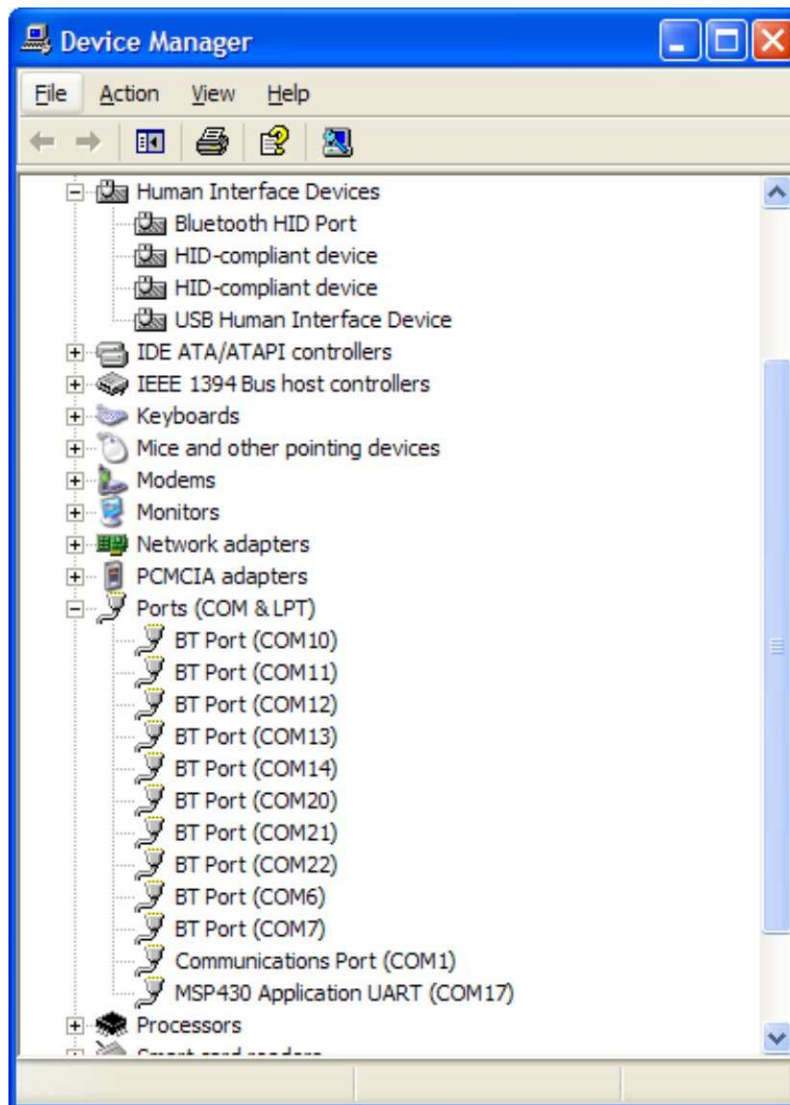 Device Manager
File Action View Help
Human Interface Devices
Bluetooth HID Port
HID-compliant device
HID-compliant device
USB Human Interface Device
IDE ATA/ATAPI controllers
IEEE 1394 Bus host controllers
Keyboards
Mice and other pointing devices
Modems
Monitors
Network adapters
PCMCIA adapters
Ports (COM & LPT)
BT Port (COM10)
BT Port (COM11)
BT Port (COM12)
BT Port (COM13)
BT Port (COM14)
BT Port (COM20)
BT Port (COM21)
BT Port (COM22)
BT Port (COM6)
BT Port (COM7)
Communications Port (COM1)
MSP430 Application UART (COM17)
Processors
Smart card readers